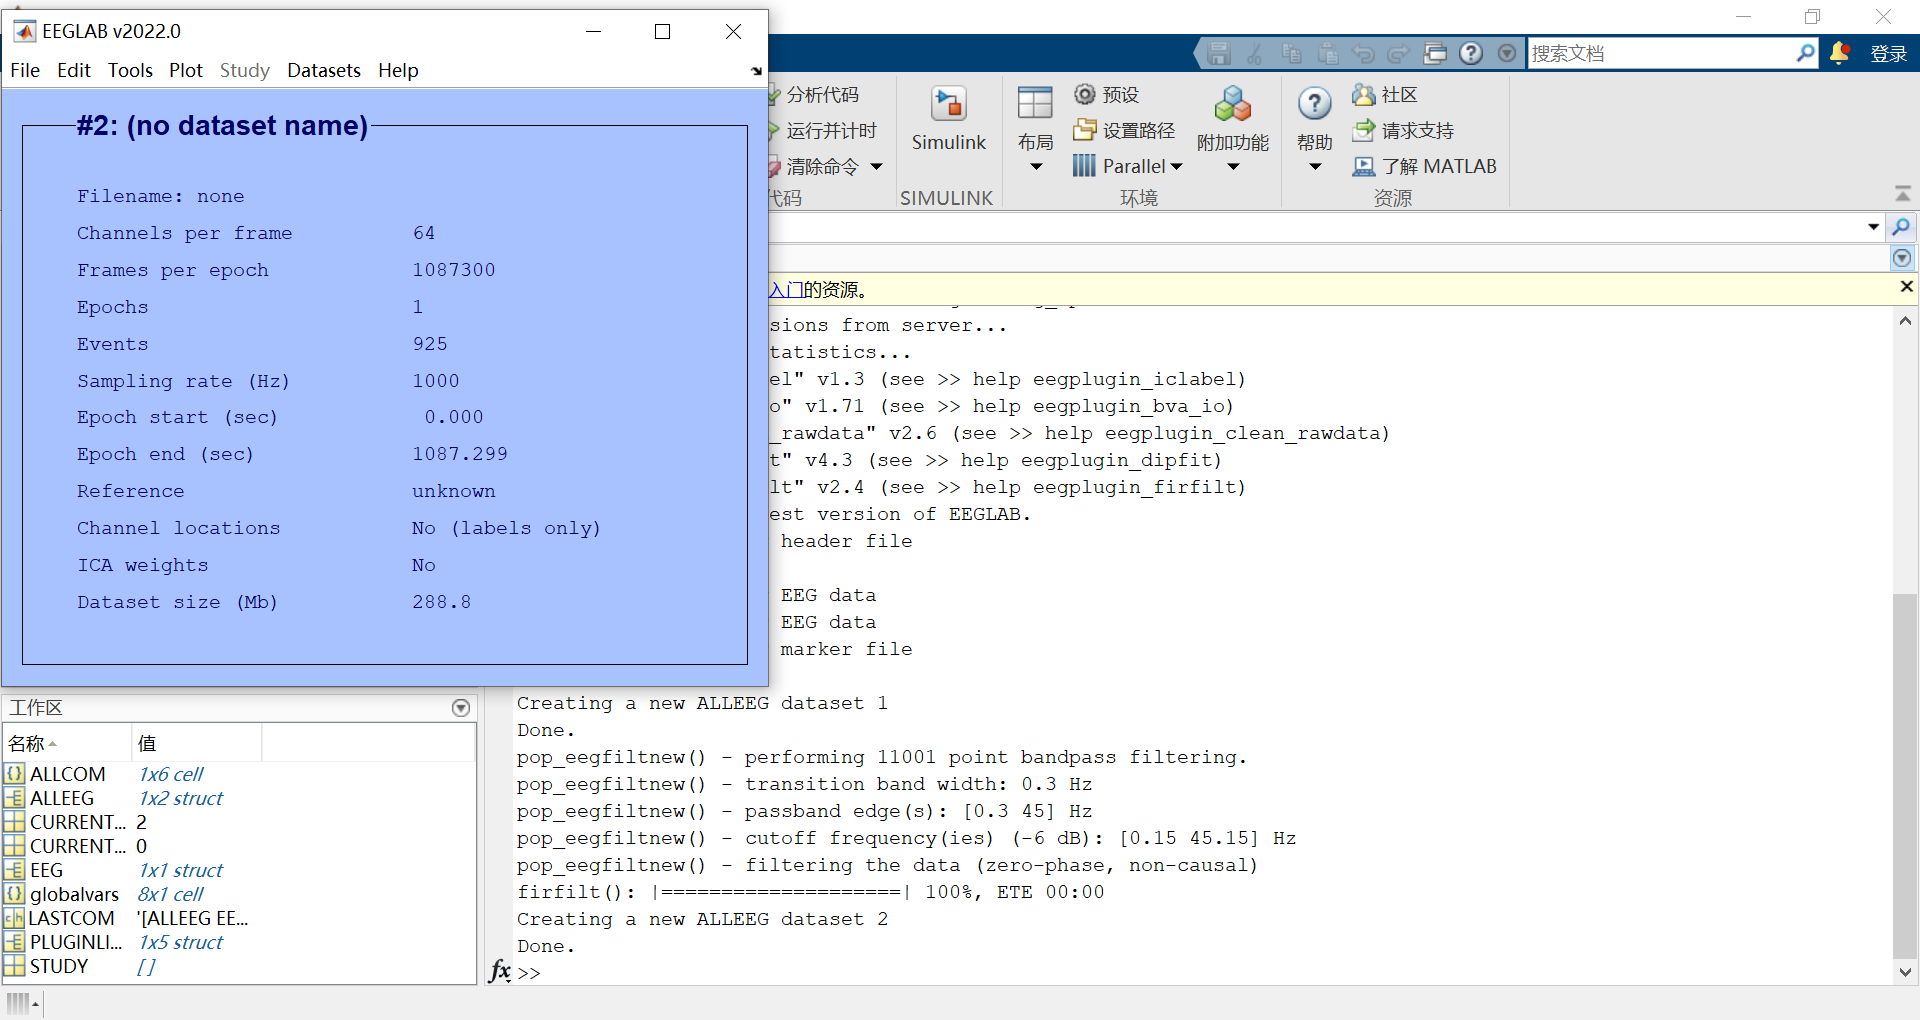 EEGLAB v2022.0
File Edit Tools Plot Study Datasets Help
#2: (no dataset name)
Filename: none
Channels per frame 64
Frames per epoch 1087300
Epochs 1
Events 925
Sampling rate (Hz) 1000
Epoch start (sec) 0.000
Epoch end (sec) 1087.299
Reference unknown
Channel locations No (labels only)
ICA weights No
Dataset size (Mb) 288.8
搜索文档
登录
分析代码
运行并计时
清除命令
代码
Simulink
SIMULINK
布局
预设
设置路径
Parallel
附加功能
环境
帮助
社区
请求支持
了解 MATLAB
资源
入门的资源。
sions from server...
tatistics...
el" v1.3 (see >> help eegplugin_iclabel)
o" v1.71 (see >> help eegplugin_bva_io)
_rawdata" v2.6 (see >> help eegplugin_clean_rawdata)
t" v4.3 (see >> help eegplugin_dipfit)
lt" v2.4 (see >> help eegplugin_firfilt)
est version of EEGLAB.
header file
EEG data
EEG data
marker file
Creating a new ALLEEG dataset 1
Done.
pop_eegfiltnew() - performing 11001 point bandpass filtering.
pop_eegfiltnew() - transition band width: 0.3 Hz
pop_eegfiltnew() - passband edge(s): [0.3 45] Hz
pop_eegfiltnew() - cutoff frequency(ies) (-6 dB): [0.15 45.15] Hz
pop_eegfiltnew() - filtering the data (zero-phase, non-causal)
firfilt(): |====================| 100%, ETE 00:00
Creating a new ALLEEG dataset 2
Done.
fx >>
工作区
名称 值
ALLCOM 1x6 cell
ALLEEG 1x2 struct
CURRENT... 2
CURRENT... 0
EEG 1x1 struct
globalvars 8x1 cell
LASTCOM '[ALLEEG EE...
PLUGINLI... 1x5 struct
STUDY []